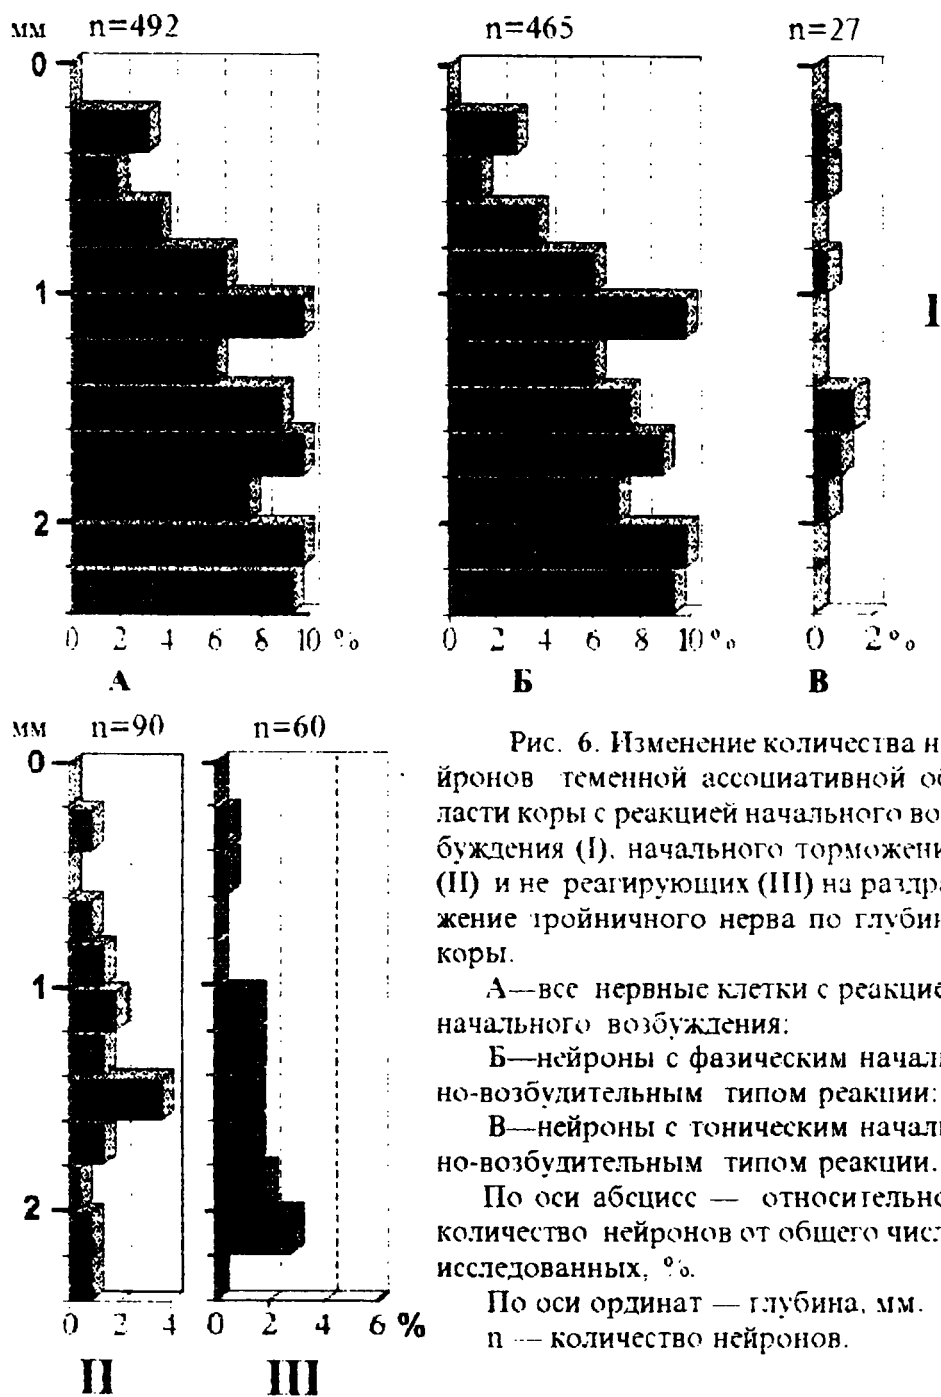 мм n=492 n=465 n=27
0
1
2
0 2 4 6 8 10 %
0 2 4 6 8 10 %
0 2 %
А Б В
I
мм n=90 n=60
0
1
2
0 2 4
0 2 4 6 %
II III
Рис. 6. Изменение количества н
йронов теменной ассоциативной об
ласти коры с реакцией начального во
буждения (I), начального торможени
(II) и не реагирующих (III) на раздра
жение тройничного нерва по глубин
коры.
А—все нервные клетки с реакцие
начального возбуждения;
Б—нейроны с фазическим начал
но-возбудительным типом реакции;
В—нейроны с тоническим начал
но-возбудительным типом реакции.
По оси абсцисс — относительно
количество нейронов от общего числ
исследованных, %.
По оси ординат — глубина, мм.
n — количество нейронов.